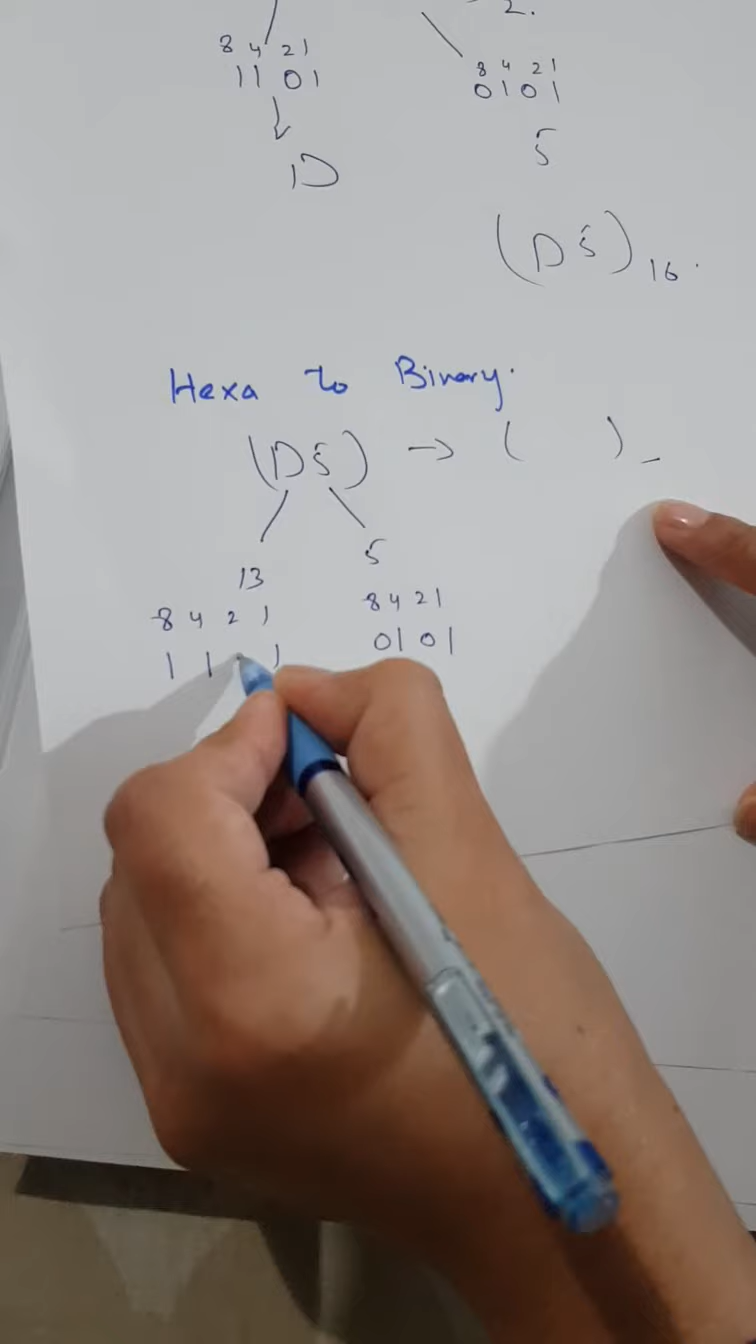 2.
8 4 2 1
1 1 0 1
D
8 4 2 1
0 1 0 1
5
(D5)16.
Hexa to Binary.
(D5) → ( )
13
8 4 2 1
1 1 1
5
8 4 2 1
0 1 0 1